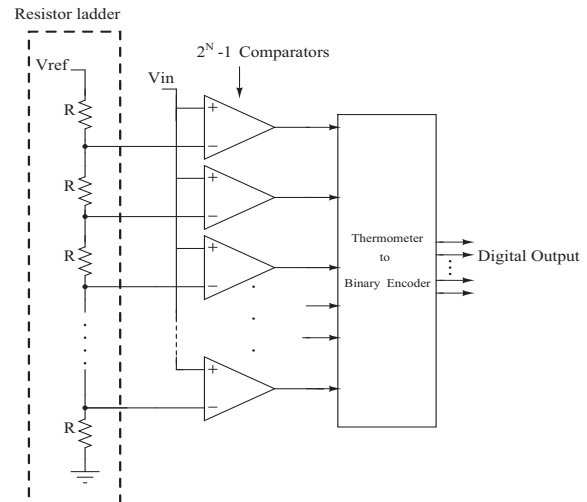 Resistor ladder
2^N -1 Comparators
Vref
Vin
R
+
−
R
+
−
R
+
−
Thermometer
to
Binary Encoder
Digital Output
+
−
R